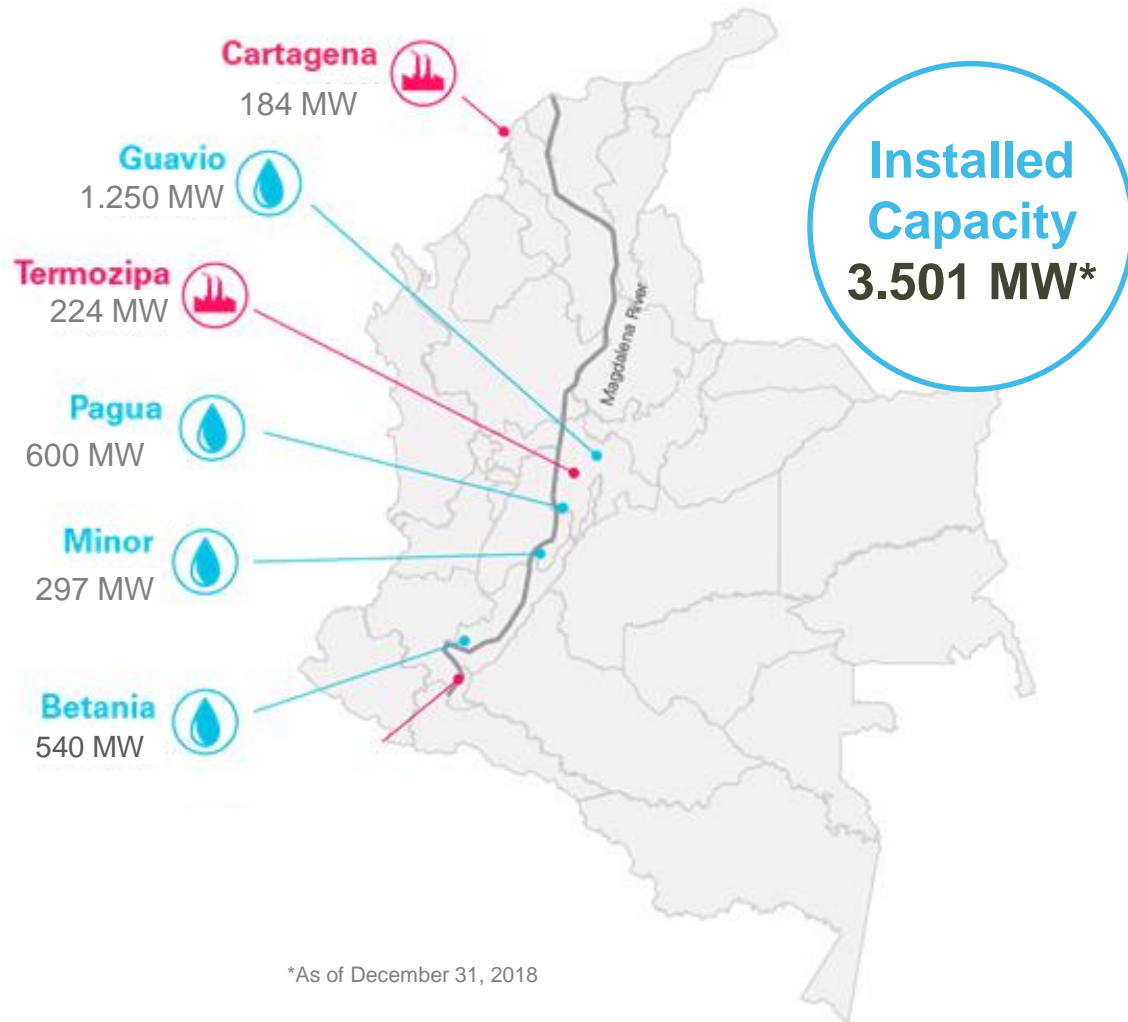 Cartagena
184 MW
Guavio
1.250 MW
Termozipa
224 MW
Pagua
600 MW
Minor
297 MW
Betania
540 MW
Magdalena River
Installed
Capacity
3.501 MW*
*As of December 31, 2018